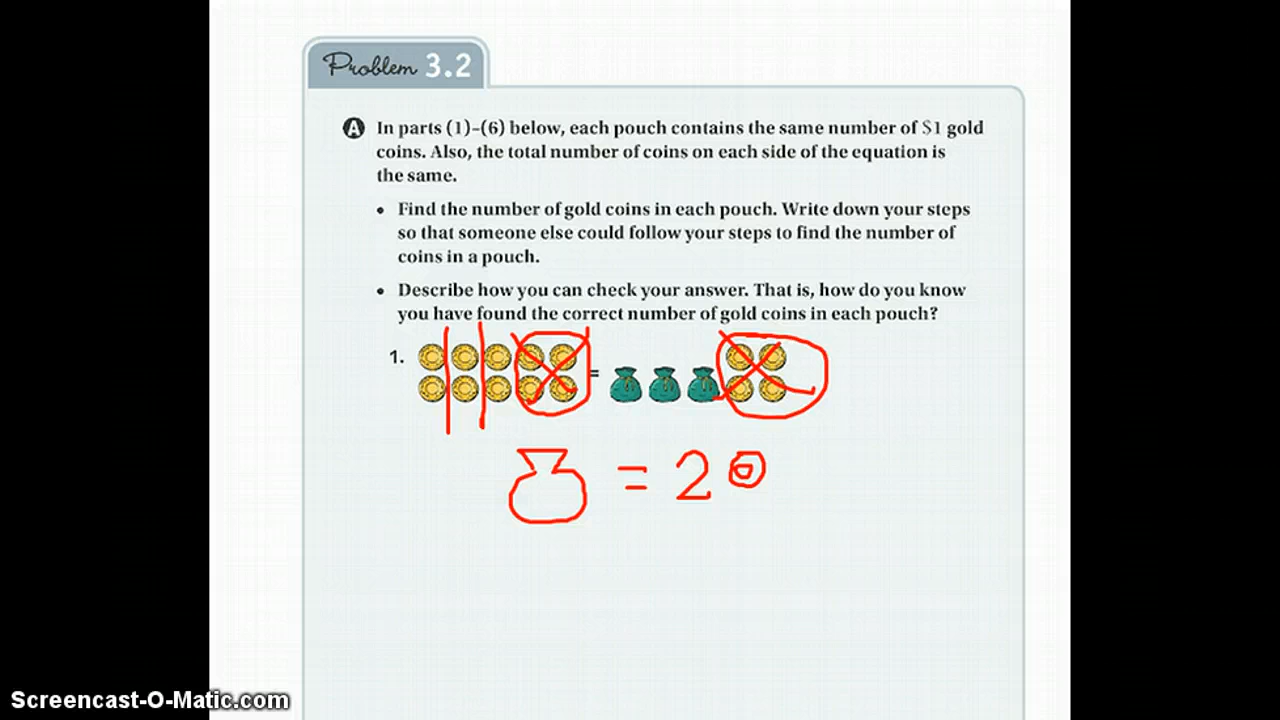 Problem 3.2
A In parts (1)–(6) below, each pouch contains the same number of $1 gold
coins. Also, the total number of coins on each side of the equation is
the same.
• Find the number of gold coins in each pouch. Write down your steps
so that someone else could follow your steps to find the number of
coins in a pouch.
• Describe how you can check your answer. That is, how do you know
you have found the correct number of gold coins in each pouch?
1. =
= 2
Screencast-O-Matic.com